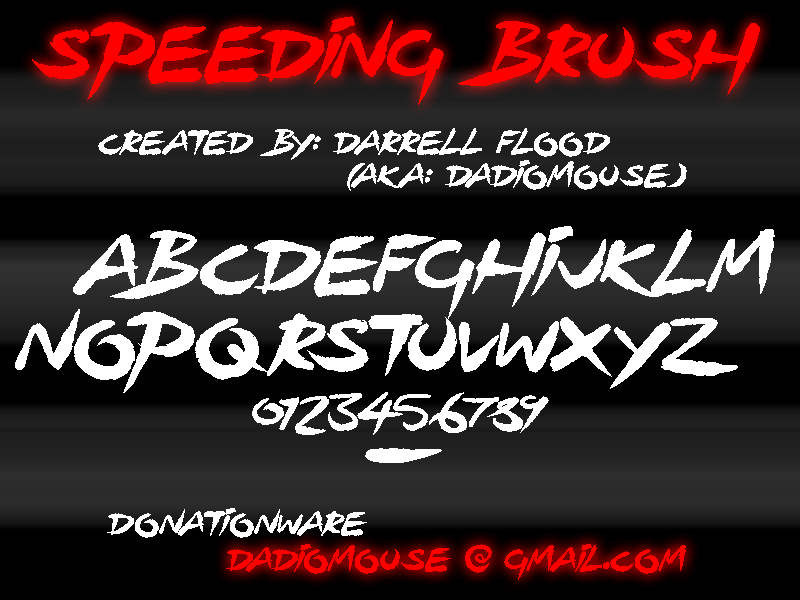 SPEEDING BRUSH
CREATED BY: DARRELL FLOOD
(AKA: DADIOMOUSE)
ABCDEFGHIJKLM
NOPQRSTUVWXYZ
0123456789
DONATIONWARE
DADIOMOUSE @ GMAIL.COM